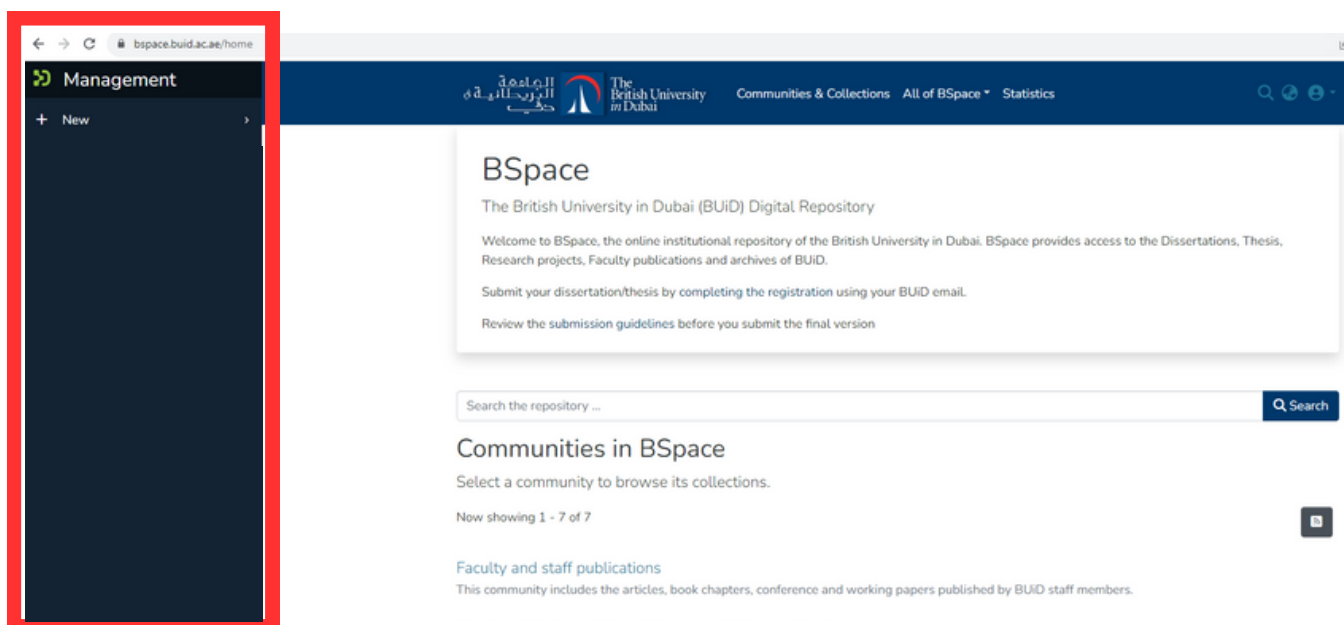 bspace.buid.ac.ae/home
Management
+ New
الجامعة
البريطانية في
دبي
The
British University
in Dubai
Communities & Collections All of BSpace Statistics
BSpace
The British University in Dubai (BUiD) Digital Repository
Welcome to BSpace, the online institutional repository of the British University in Dubai. BSpace provides access to the Dissertations, Thesis,
Research projects, Faculty publications and archives of BUiD.
Submit your dissertation/thesis by completing the registration using your BUiD email.
Review the submission guidelines before you submit the final version
Search the repository ...
Search
Communities in BSpace
Select a community to browse its collections.
Now showing 1 - 7 of 7
Faculty and staff publications
This community includes the articles, book chapters, conference and working papers published by BUiD staff members.